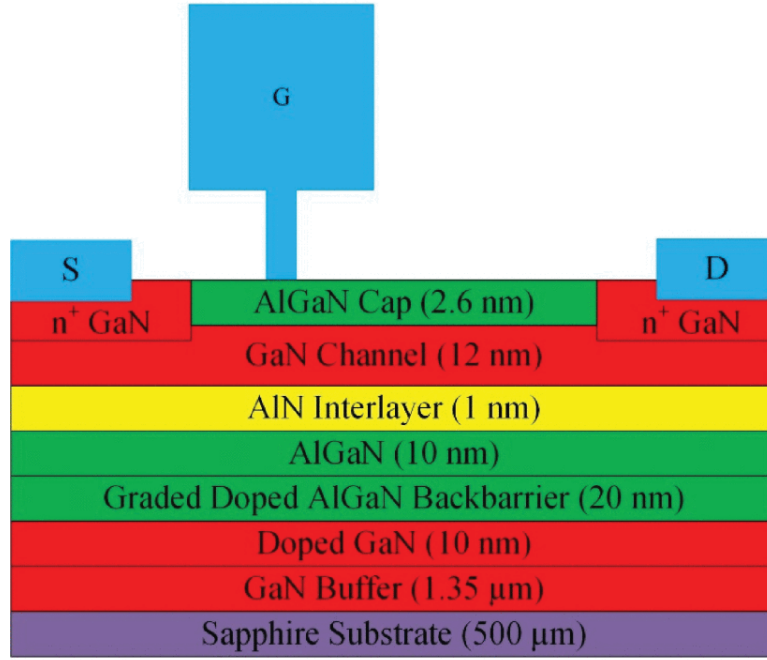 G
S
D
AlGaN Cap (2.6 nm)
n⁺ GaN
n⁺ GaN
GaN Channel (12 nm)
AlN Interlayer (1 nm)
AlGaN (10 nm)
Graded Doped AlGaN Backbarrier (20 nm)
Doped GaN (10 nm)
GaN Buffer (1.35 µm)
Sapphire Substrate (500 µm)